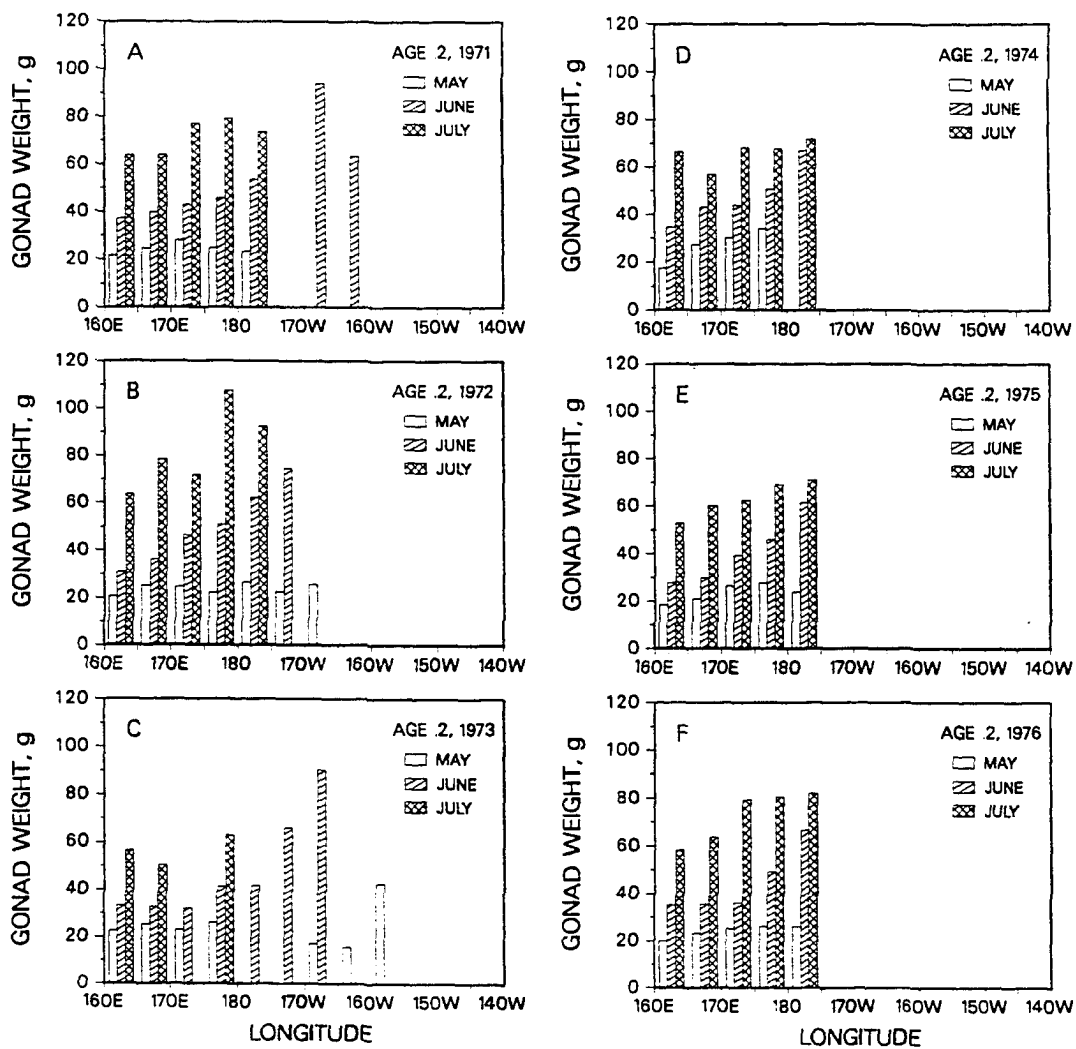 GONAD WEIGHT, g
120
100
80
60
40
20
0
A
AGE .2, 1971
MAY
JUNE
JULY
160E 170E 180 170W 160W 150W 140W
GONAD WEIGHT, g
120
100
80
60
40
20
0
B
AGE .2, 1972
MAY
JUNE
JULY
160E 170E 180 170W 160W 150W 140W
GONAD WEIGHT, g
120
100
80
60
40
20
0
C
AGE .2, 1973
MAY
JUNE
JULY
160E 170E 180 170W 160W 150W 140W
LONGITUDE
GONAD WEIGHT, g
120
100
80
60
40
20
0
D
AGE .2, 1974
MAY
JUNE
JULY
160E 170E 180 170W 160W 150W 140W
GONAD WEIGHT, g
120
100
80
60
40
20
0
E
AGE .2, 1975
MAY
JUNE
JULY
160E 170E 180 170W 160W 150W 140W
GONAD WEIGHT, g
120
100
80
60
40
20
0
F
AGE .2, 1976
MAY
JUNE
JULY
160E 170E 180 170W 160W 150W 140W
LONGITUDE